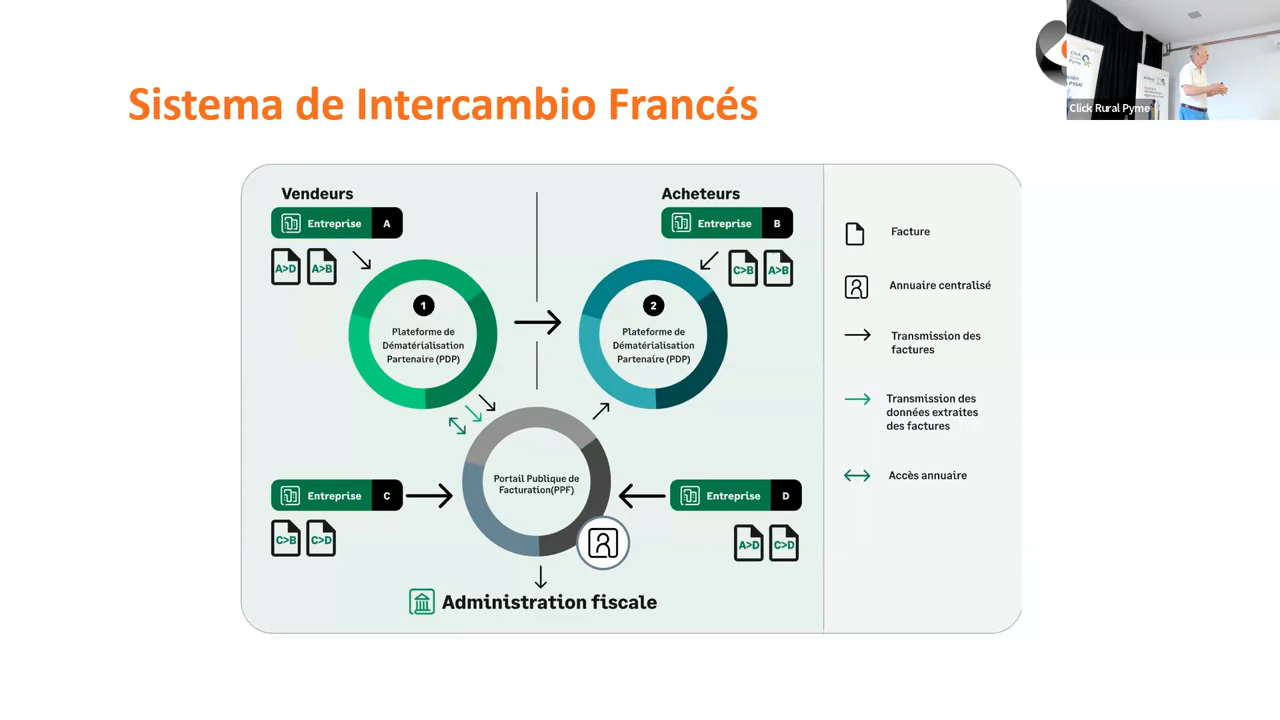 Sistema de Intercambio Francés
Click Rural Pyme
Vendeurs
Entreprise A
A>D A>B
Acheteurs
Entreprise B
C>B A>B
1
Plateforme de
Dématérialisation
Partenaire (PDP)
2
Plateforme de
Dématérialisation
Partenaire (PDP)
Portail Publique de
Facturation(PPF)
Entreprise C
C>B C>D
Entreprise D
A>D C>D
Administration fiscale
Facture
Annuaire centralisé
Transmission des
factures
Transmission des
données extraites
des factures
Accès annuaire